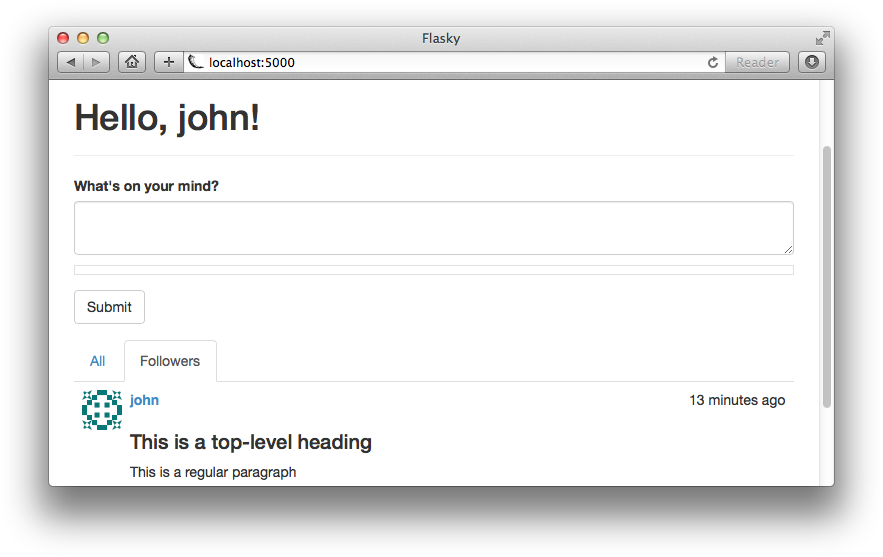 Flasky
localhost:5000
Reader
Hello, john!
What's on your mind?
Submit
All
Followers
john
13 minutes ago
This is a top-level heading
This is a regular paragraph